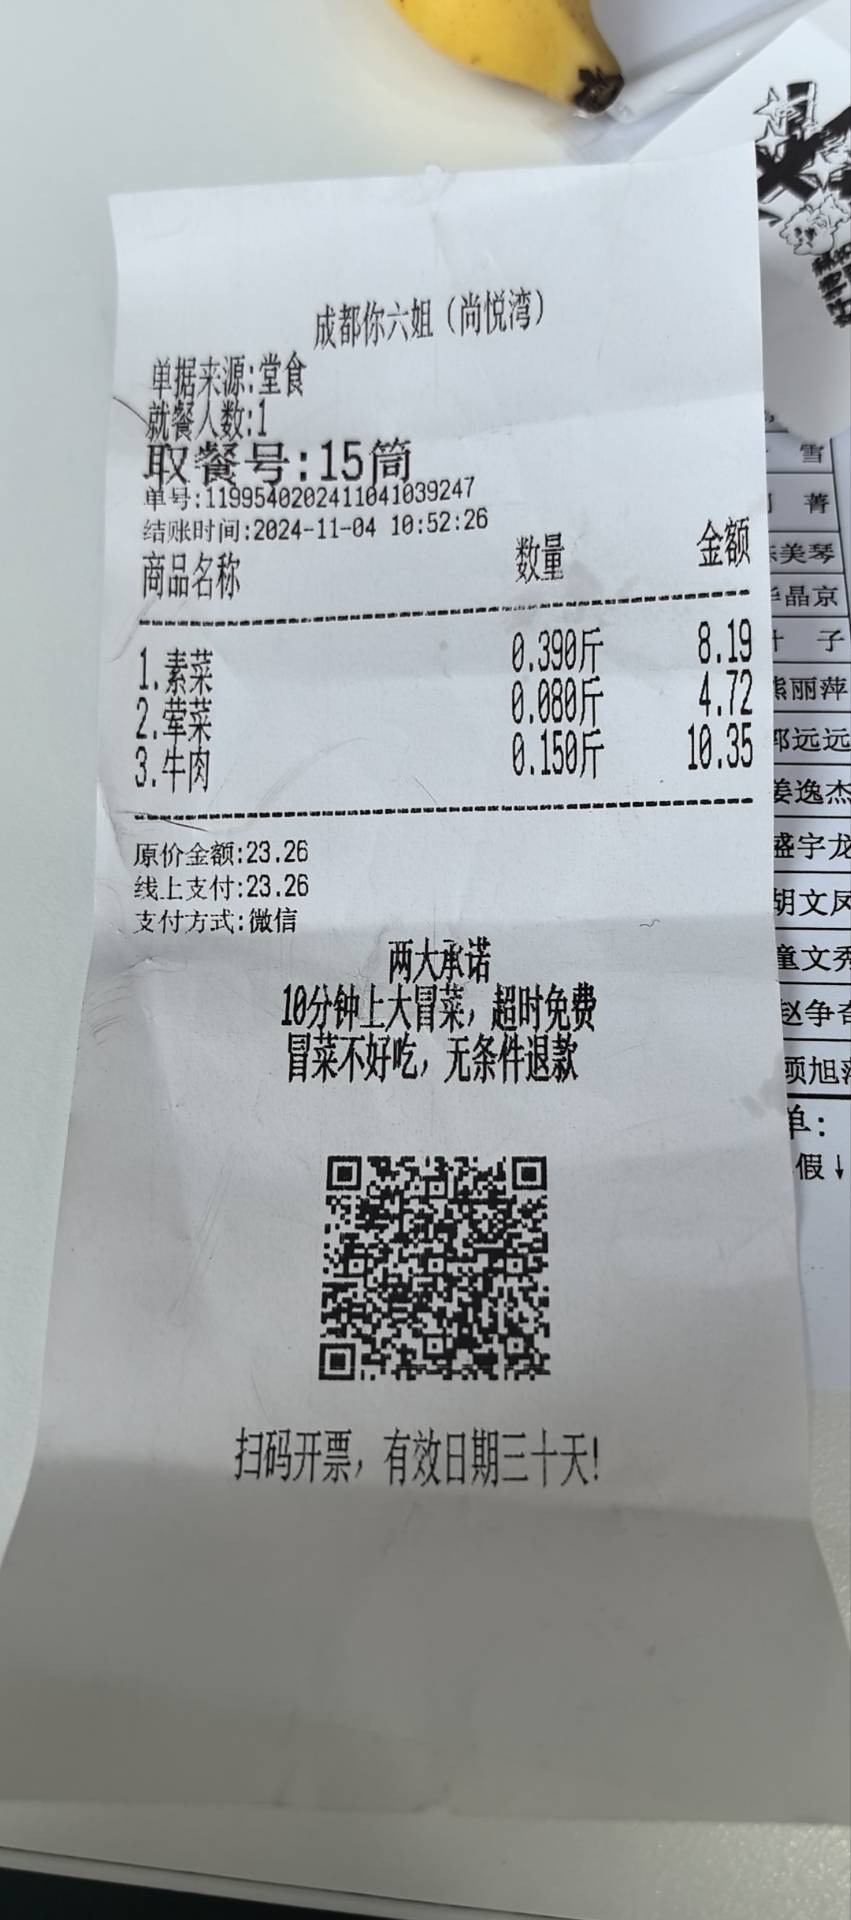 成都你六姐（尚悦湾）
单据来源:堂食
就餐人数:1
取餐号:15筒
单号:11995402024110410​39247
结账时间:2024-11-04 10:52:26
商品名称 数量 金额
1.素菜 0.390斤 8.19
2.荤菜 0.080斤 4.72
3.牛肉 0.150斤 10.35
原价金额:23.26
线上支付:23.26
支付方式:微信
两大承诺
10分钟上大冒菜，超时免费
冒菜不好吃，无条件退款
扫码开票，有效日期三十天!
雪
菁
美琴
晶京
子
熊丽萍
邓远远
姜逸杰
盛宇龙
胡文凤
童文秀
赵争奋
顾旭
单:
假↓